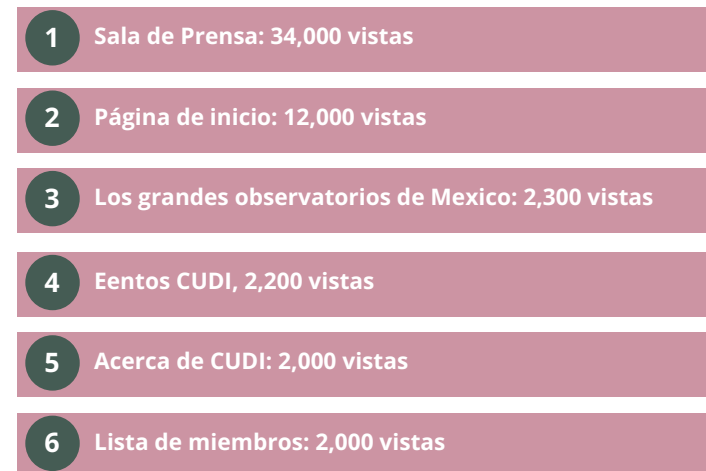 1 Sala de Prensa: 34,000 vistas
2 Página de inicio: 12,000 vistas
3 Los grandes observatorios de Mexico: 2,300 vistas
4 Eentos CUDI, 2,200 vistas
5 Acerca de CUDI: 2,000 vistas
6 Lista de miembros: 2,000 vistas